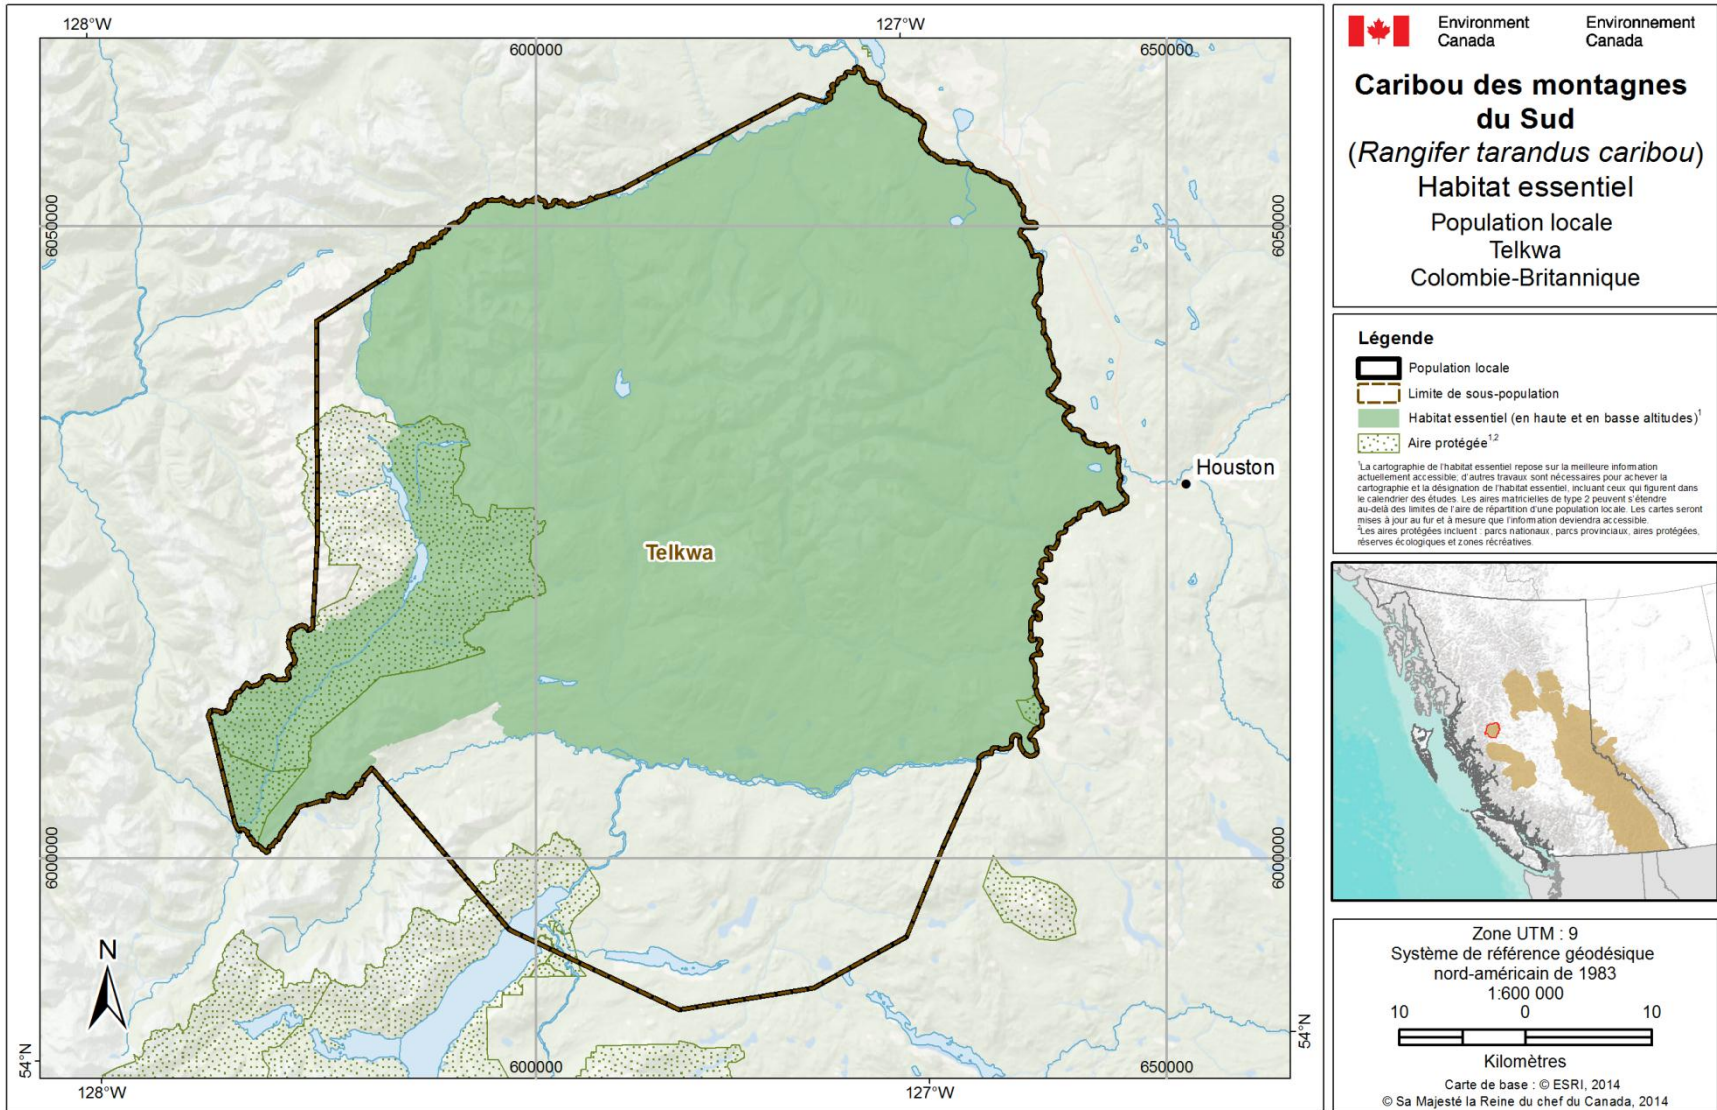 128°W
127°W
600000
650000
6050000
6050000
Houston
Telkwa
6000000
6000000
N
54°N
54°N
600000
650000
128°W
127°W
Environment Canada
Environnement Canada
Caribou des montagnes
du Sud
(Rangifer tarandus caribou)
Habitat essentiel
Population locale
Telkwa
Colombie-Britannique
Légende
Population locale
Limite de sous-population
Habitat essentiel (en haute et en basse altitudes)¹
Aire protégée¹,²
¹La cartographie de l'habitat essentiel repose sur la meilleure information
actuellement accessible; d'autres travaux sont nécessaires pour achever la
cartographie et la désignation de l'habitat essentiel, incluant ceux qui figurent dans
le calendrier des études. Les aires matricielles de type 2 peuvent s'étendre
au-delà des limites de l'aire de répartition d'une population locale. Les cartes seront
mises à jour au fur et à mesure que l'information deviendra accessible.
²Les aires protégées incluent : parcs nationaux, parcs provinciaux, aires protégées,
réserves écologiques et zones récréatives.
Zone UTM : 9
Système de référence géodésique
nord-américain de 1983
1:600 000
10 0 10
Kilomètres
Carte de base : © ESRI, 2014
© Sa Majesté la Reine du chef du Canada, 2014